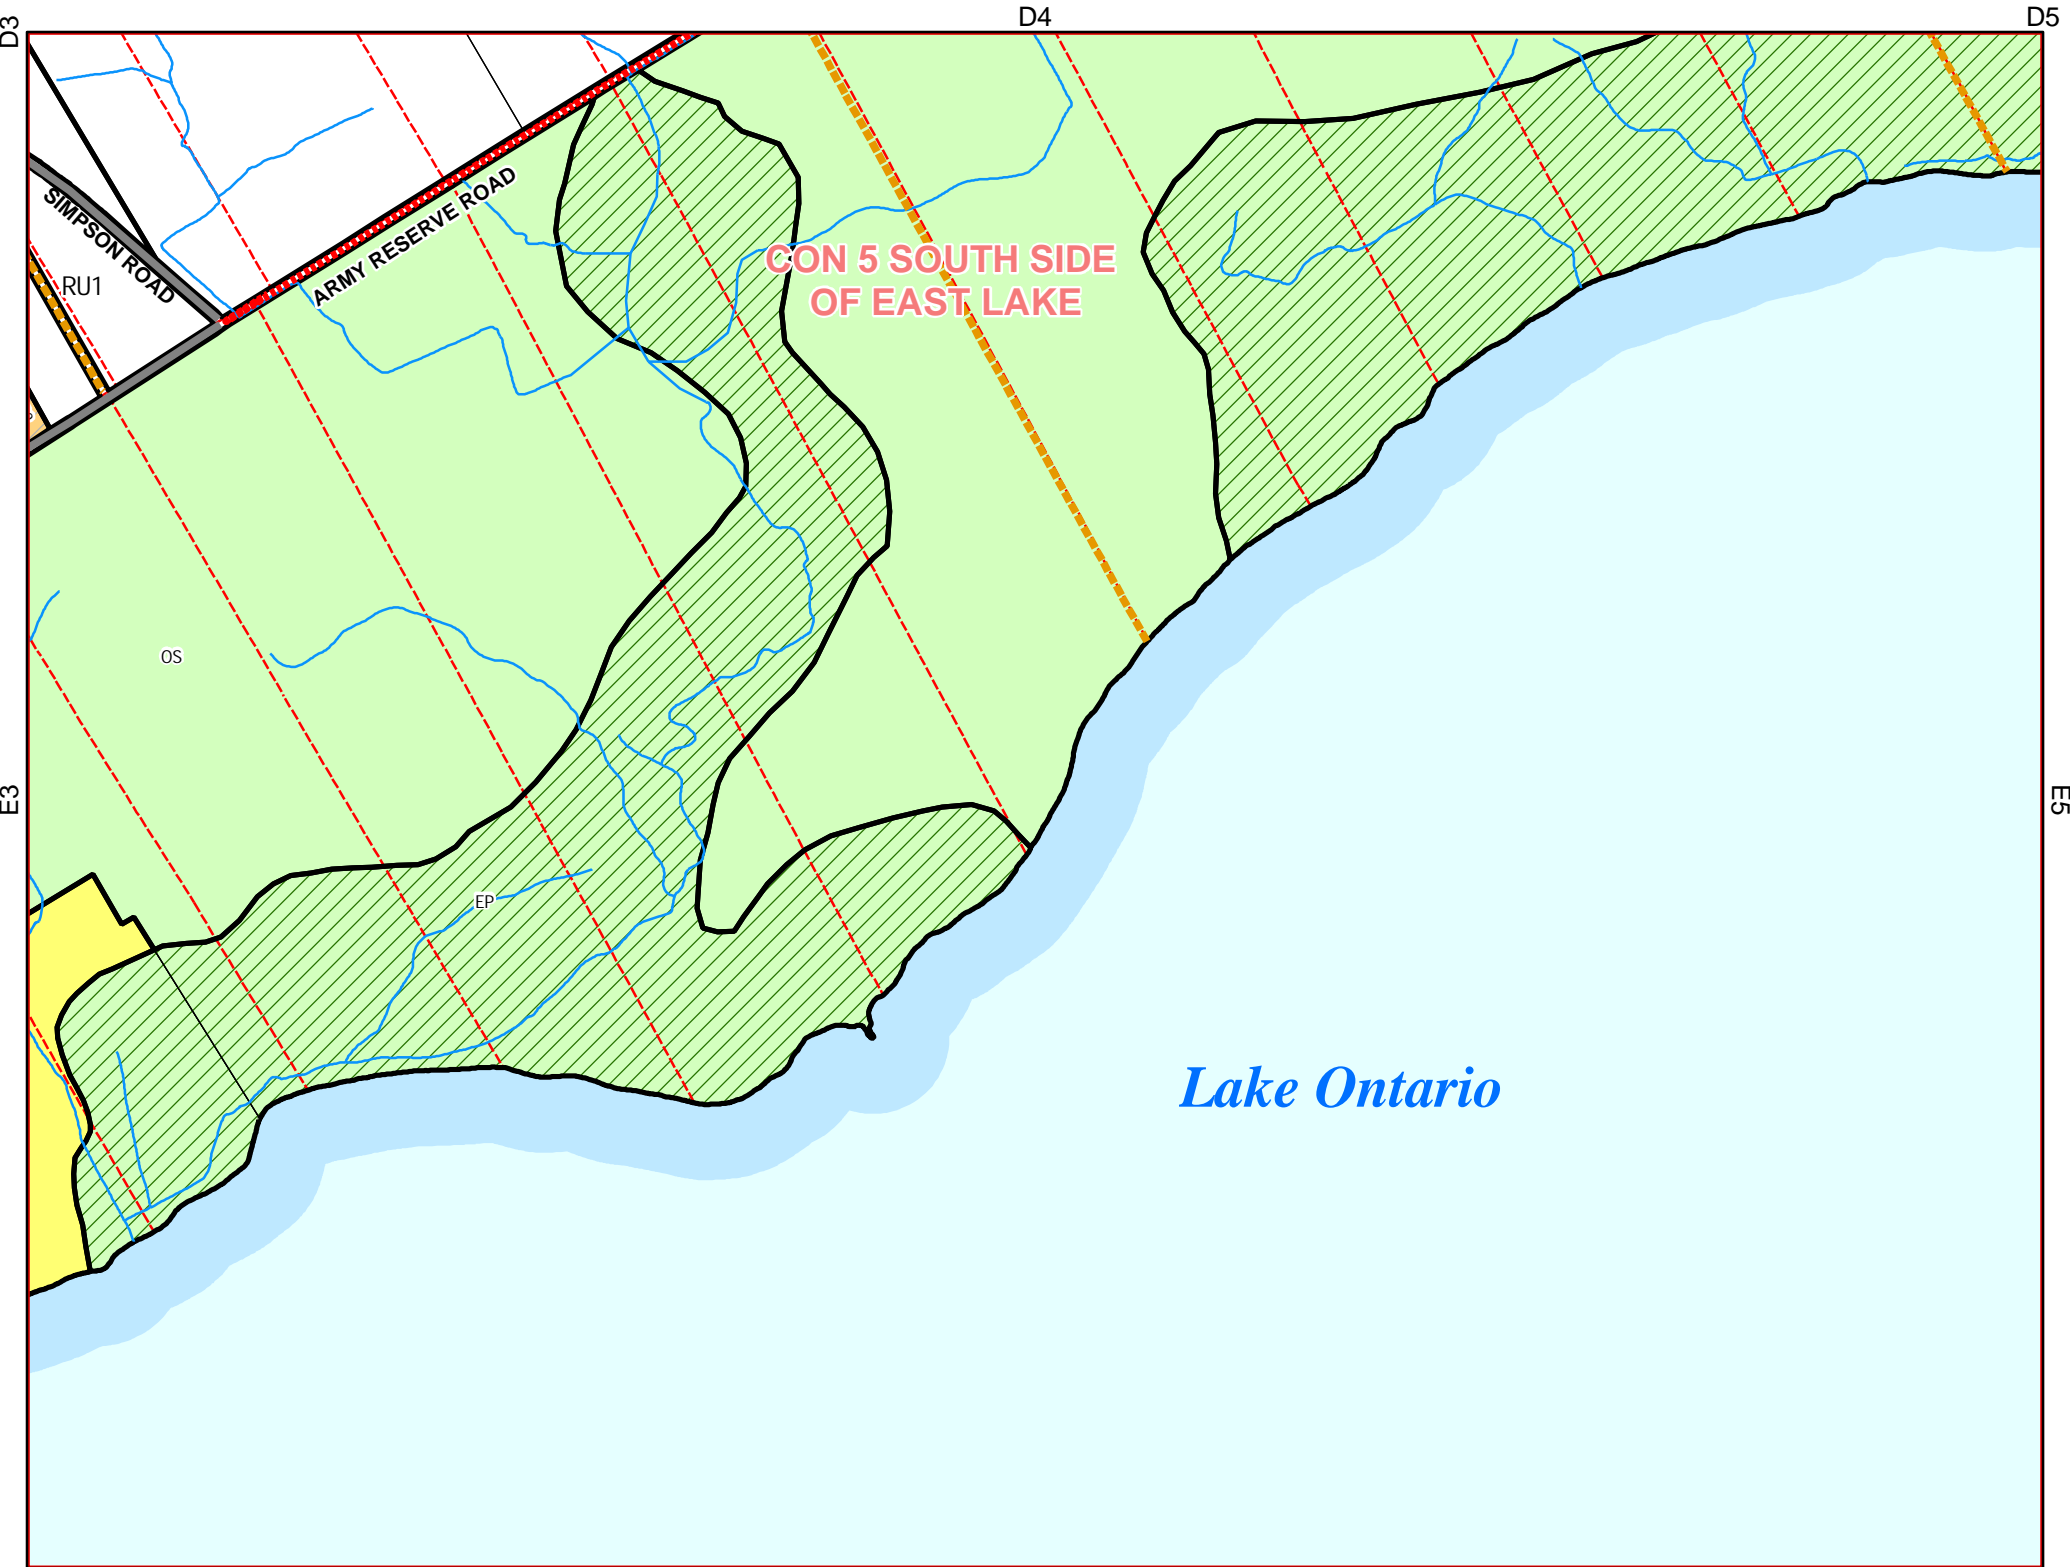 D3
D4
D5
SIMPSON ROAD
ARMY RESERVE ROAD
RU1
CON 5 SOUTH SIDE
OF EAST LAKE
OS
E3
E5
EP
Lake Ontario